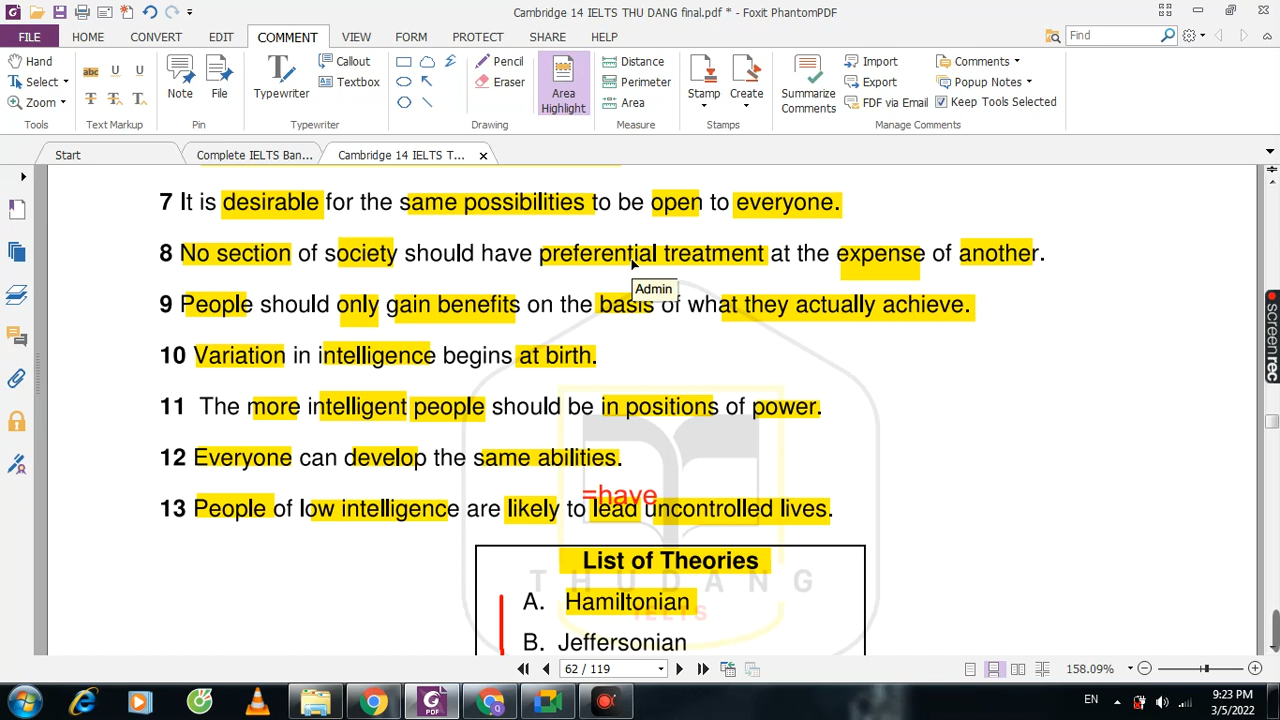 Cambridge 14 IELTS THU DANG final.pdf * - Foxit PhantomPDF
FILE HOME CONVERT EDIT COMMENT VIEW FORM PROTECT SHARE HELP
Find
Hand
Select
Zoom
Tools
abc U U
T T T
Text Markup
Note
File
Pin
Typewriter
Callout
Textbox
Typewriter
Pencil
Eraser
Drawing
Area Highlight
Distance
Perimeter
Area
Measure
Stamp
Create
Stamps
Summarize Comments
Import
Export
FDF via Email
Comments
Popup Notes
Keep Tools Selected
Manage Comments
Start
Complete IELTS Ban...
Cambridge 14 IELTS T...
7 It is desirable for the same possibilities to be open to everyone.
8 No section of society should have preferential treatment at the expense of another.
Admin
9 People should only gain benefits on the basis of what they actually achieve.
10 Variation in intelligence begins at birth.
11 The more intelligent people should be in positions of power.
12 Everyone can develop the same abilities.
=have
13 People of low intelligence are likely to lead uncontrolled lives.
List of Theories
THU DANG
A. Hamiltonian
IELTS
B. Jeffersonian
screenrec
62 / 119
158.09%
PDF
EN
9:23 PM
3/5/2022